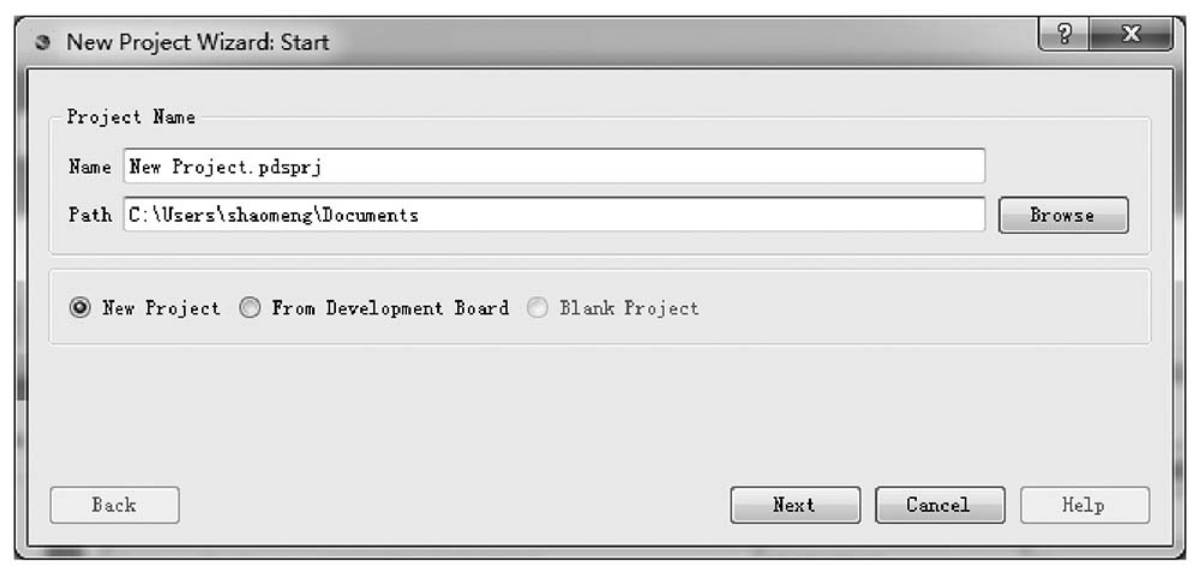 New Project Wizard: Start
? X
Project Name
Name New Project.pdsprj
Path C:\Users\shaomeng\Documents Browse
New Project From Development Board Blank Project
Back Next Cancel Help